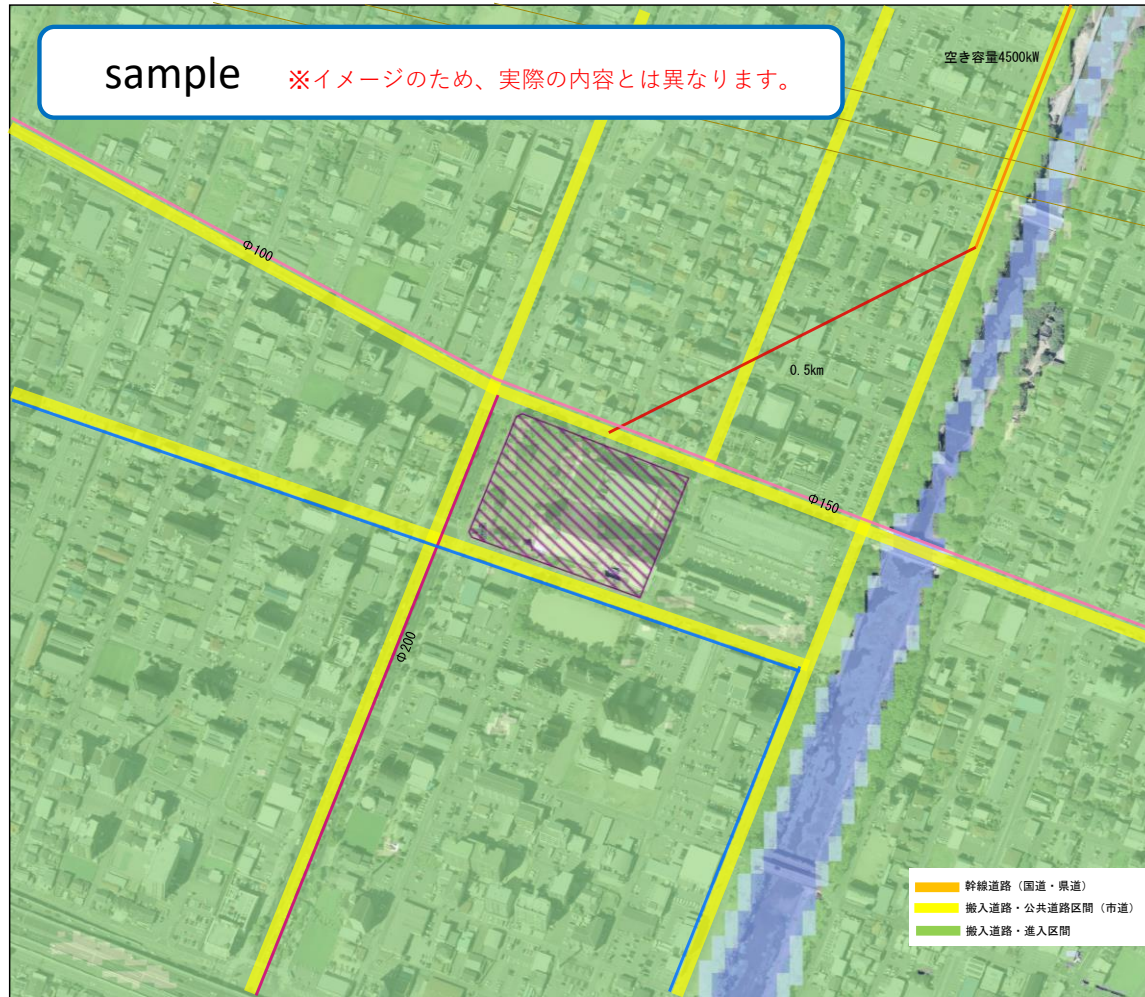 sample ※イメージのため、実際の内容とは異なります。
空き容量4500kW
Φ100
0.5km
Φ150
Φ200
幹線道路（国道・県道）
搬入道路・公共道路区間（市道）
搬入道路・進入区間